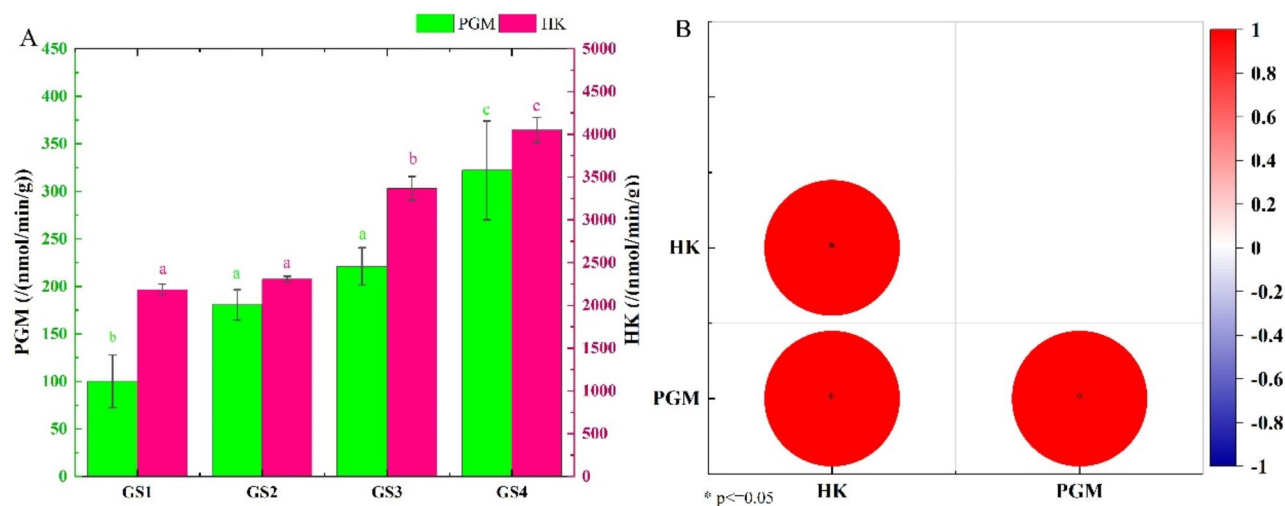 A
PGM HK
450
400
350
300
250
200
150
100
50
0
PGM (/(nmol/min/g))
b a a a a b c c
GS1 GS2 GS3 GS4
5000
4500
4000
3500
3000
2500
2000
1500
1000
500
0
HK (/(nmol/min/g))
B
HK
PGM
* * *
* p<=0.05
HK PGM
1
0.8
0.6
0.4
0.2
0
-0.2
-0.4
-0.6
-0.8
-1